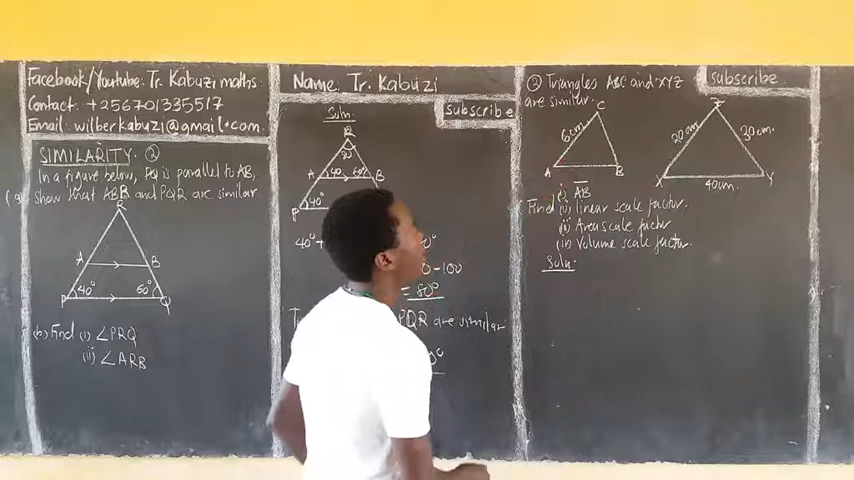 Facebook/Youtube: Tr. Kabuzi maths.
Contact: +256701335517
Email: wilberkabuzi@gmail.com
SIMILARITY. 2
In a figure below, PQ is parallel to AB,
(a) show that ABR and PQR are similar
R
A B
40° 60°
P Q
(b) Find (i) ∠PRQ
(ii) ∠ARB
Name: Tr. Kabuzi
subscribe
Soln.
R
80
A 40 60 B
P 40°
40°+
0-100
= 80°
PQR are similar
② Triangles ABC and XYZ
are similar.
subscribe
C
6cm
A B
Z
20cm 30cm.
X Y
40cm
(i) AB
Find (ii) linear scale factor.
(iii) Area scale factor
(iv) Volume scale factor.
Soln.